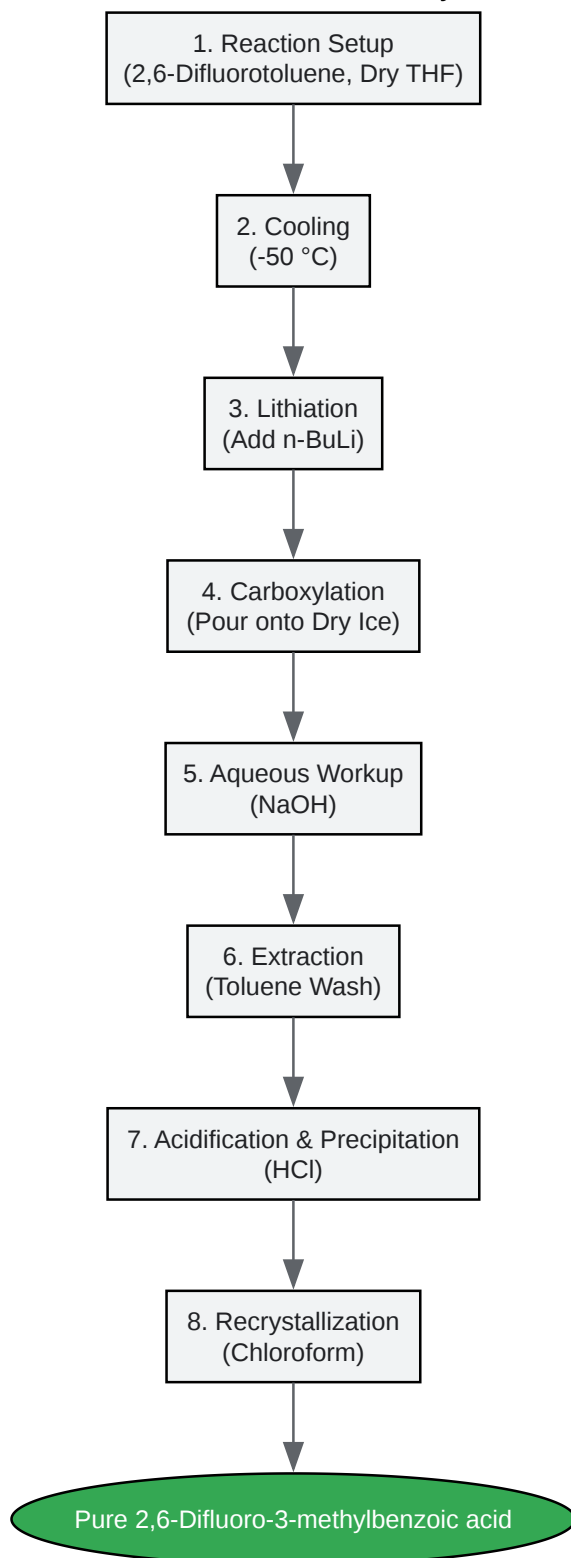 1. Reaction Setup
(2,6-Difluorotoluene, Dry THF)
2. Cooling
(-50 °C)
3. Lithiation
(Add n-BuLi)
4. Carboxylation
(Pour onto Dry Ice)
5. Aqueous Workup
(NaOH)
6. Extraction
(Toluene Wash)
7. Acidification & Precipitation
(HCl)
8. Recrystallization
(Chloroform)
Pure 2,6-Difluoro-3-methylbenzoic acid